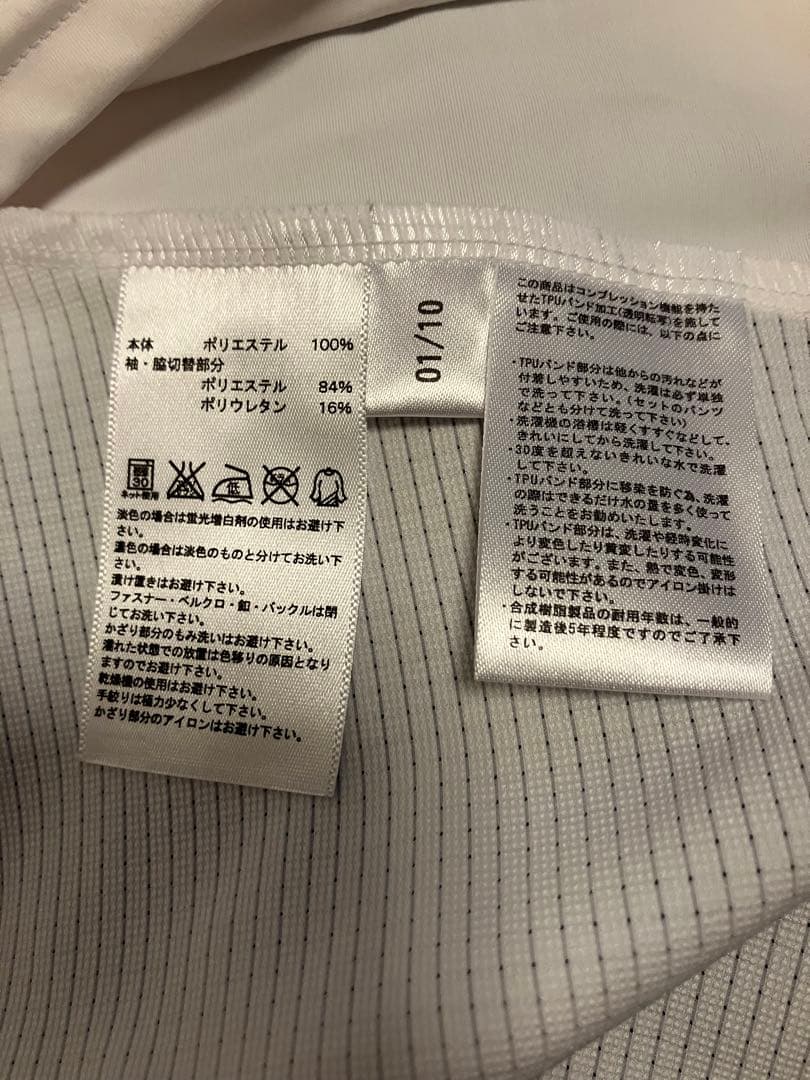 本体 ポリエステル 100%
袖・脇切替部分
ポリエステル 84%
ポリウレタン 16%
30
ネット使用
低
淡色の場合は蛍光増白剤の使用はお避け下
さい。
濃色の場合は淡色のものと分けてお洗い下
さい。
漬け置きはお避け下さい。
ファスナー・ベルクロ・釦・バックルは閉
じてお洗い下さい。
かざり部分のもみ洗いはお避け下さい。
濡れた状態での放置は色移りの原因となり
ますのでお避け下さい。
乾燥機の使用はお避け下さい。
手絞りは極力少なくして下さい。
かざり部分のアイロンはお避け下さい。
01/10
この商品はコンプレッション機能を持た
せたTPUバンド加工(透明転写)を施して
います。ご使用の際には、以下の点に
ご注意下さい。
・TPUバンド部分は他からの汚れなどが
付着しやすいため、洗濯は必ず単独
で洗って下さい。(セットのパンツ
などとも分けて洗って下さい)
・洗濯機の浴槽は軽くすすぐなどして、
きれいにしてから洗濯して下さい。
・30度を超えないきれいな水で洗濯
して下さい。
・TPUバンド部分に移染を防ぐ為、洗濯
の際はできるだけ水の量を多く使って
洗うことをお勧めいたします。
・TPUバンド部分は、洗濯や経時変化に
より変色したり黄変したりする可能性
がございます。また、熱で変色、変形
する可能性があるのでアイロン掛けは
しないで下さい。
・合成樹脂製品の耐用年数は、一般的
に製造後5年程度ですのでご了承下
さい。